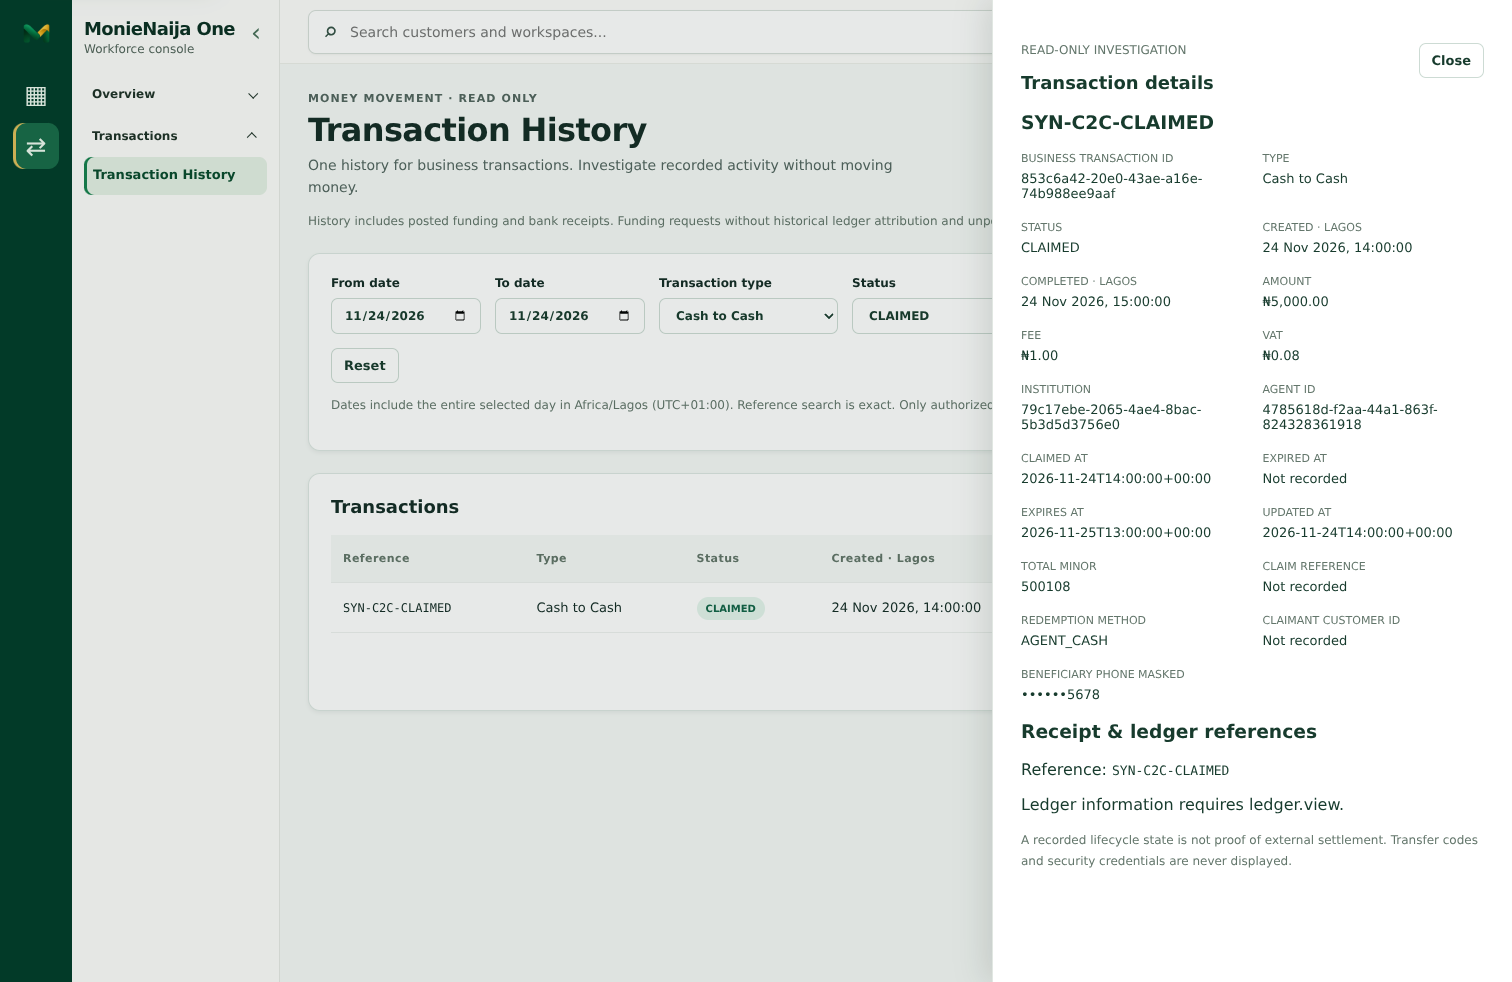 MonieNaija One
Workforce console
Overview
Transactions
Transaction History
Search customers and workspaces...
MONEY MOVEMENT · READ ONLY
Transaction History
One history for business transactions. Investigate recorded activity without moving
money.
History includes posted funding and bank receipts. Funding requests without historical ledger attribution and
From date
To date
Transaction type
Status
11/24/2026
11/24/2026
Cash to Cash
CLAIMED
Reset
Dates include the entire selected day in Africa/Lagos (UTC+01:00). Reference search is exact. Only authorized
Transactions
Reference
Type
Status
Created · Lagos
SYN-C2C-CLAIMED
Cash to Cash
CLAIMED
24 Nov 2026, 14:00:00
READ-ONLY INVESTIGATION
Close
Transaction details
SYN-C2C-CLAIMED
BUSINESS TRANSACTION ID
853c6a42-20e0-43ae-a16e-
74b988ee9aaf
TYPE
Cash to Cash
STATUS
CLAIMED
CREATED · LAGOS
24 Nov 2026, 14:00:00
COMPLETED · LAGOS
24 Nov 2026, 15:00:00
AMOUNT
₦5,000.00
FEE
₦1.00
VAT
₦0.08
INSTITUTION
79c17ebe-2065-4ae4-8bac-
5b3d5d3756e0
AGENT ID
4785618d-f2aa-44a1-863f-
824328361918
CLAIMED AT
2026-11-24T14:00:00+00:00
EXPIRED AT
Not recorded
EXPIRES AT
2026-11-25T13:00:00+00:00
UPDATED AT
2026-11-24T14:00:00+00:00
TOTAL MINOR
500108
CLAIM REFERENCE
Not recorded
REDEMPTION METHOD
AGENT_CASH
CLAIMANT CUSTOMER ID
Not recorded
BENEFICIARY PHONE MASKED
••••••5678
Receipt & ledger references
Reference: SYN-C2C-CLAIMED
Ledger information requires ledger.view.
A recorded lifecycle state is not proof of external settlement. Transfer codes
and security credentials are never displayed.